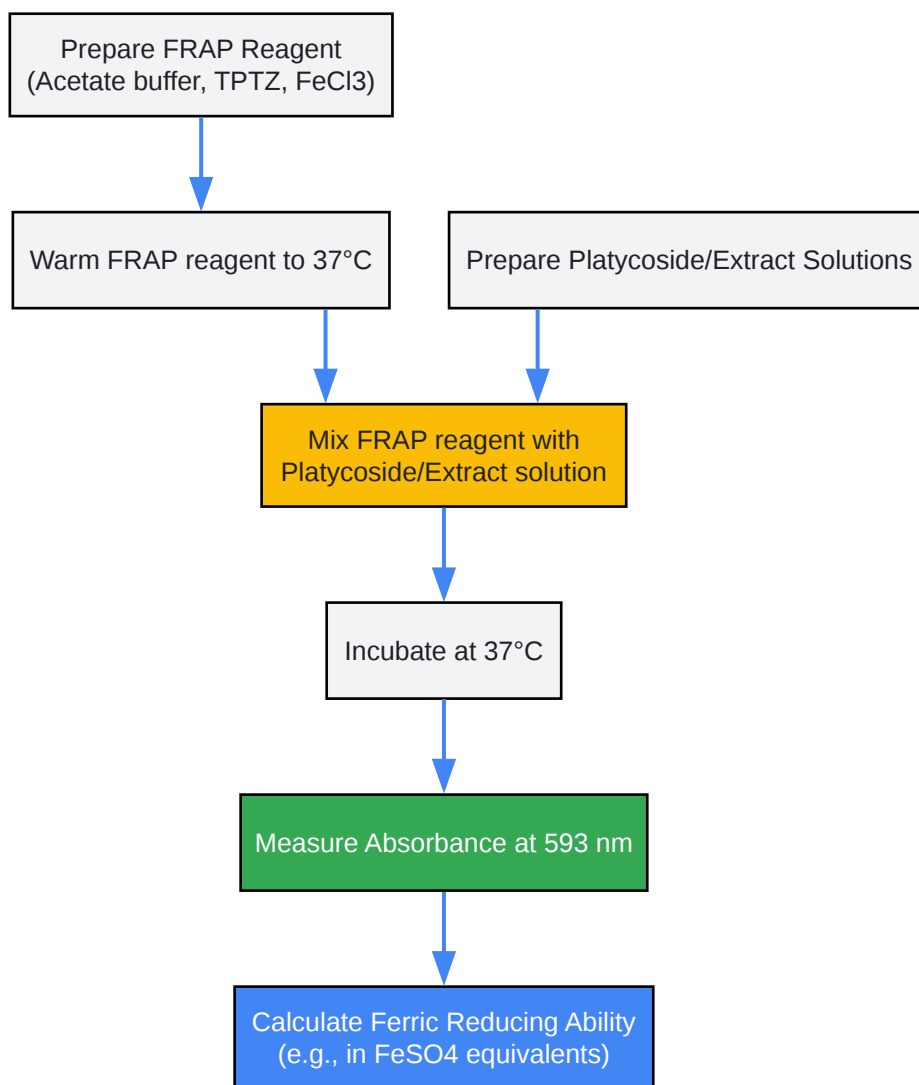 Prepare FRAP Reagent
(Acetate buffer, TPTZ, FeCl3)
Warm FRAP reagent to 37°C
Prepare Platycoside/Extract Solutions
Mix FRAP reagent with
Platycoside/Extract solution
Incubate at 37°C
Measure Absorbance at 593 nm
Calculate Ferric Reducing Ability
(e.g., in FeSO4 equivalents)